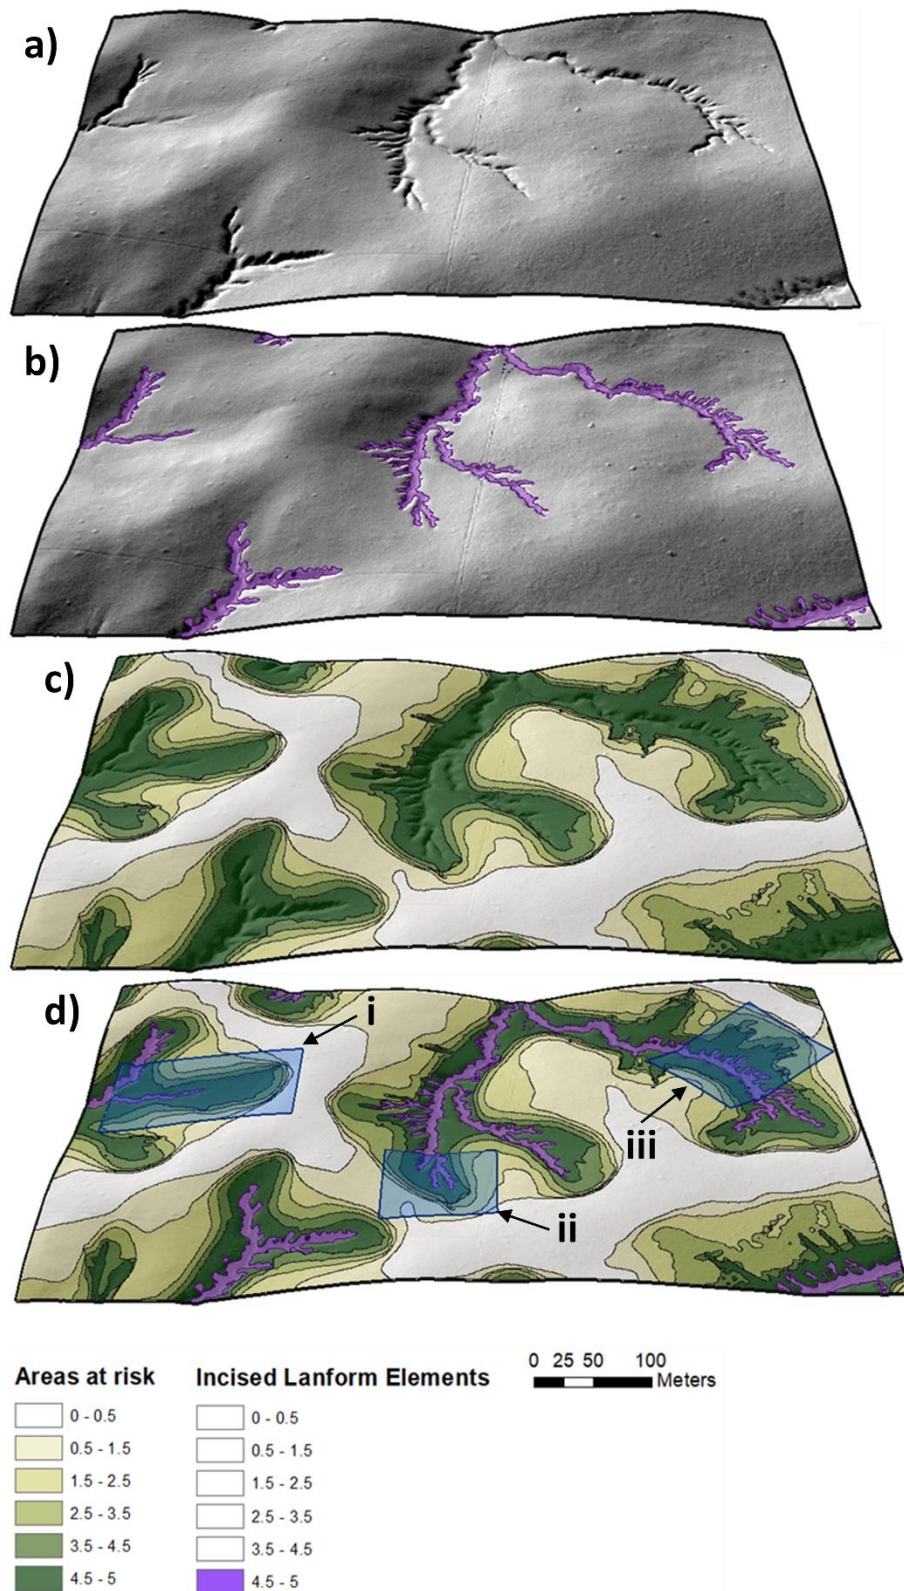 a)
b)
c)
d)
i
ii
iii
Areas at risk
0 - 0.5
0.5 - 1.5
1.5 - 2.5
2.5 - 3.5
3.5 - 4.5
4.5 - 5
Incised Lanform Elements
0 - 0.5
0.5 - 1.5
1.5 - 2.5
2.5 - 3.5
3.5 - 4.5
4.5 - 5
0 25 50 100
Meters